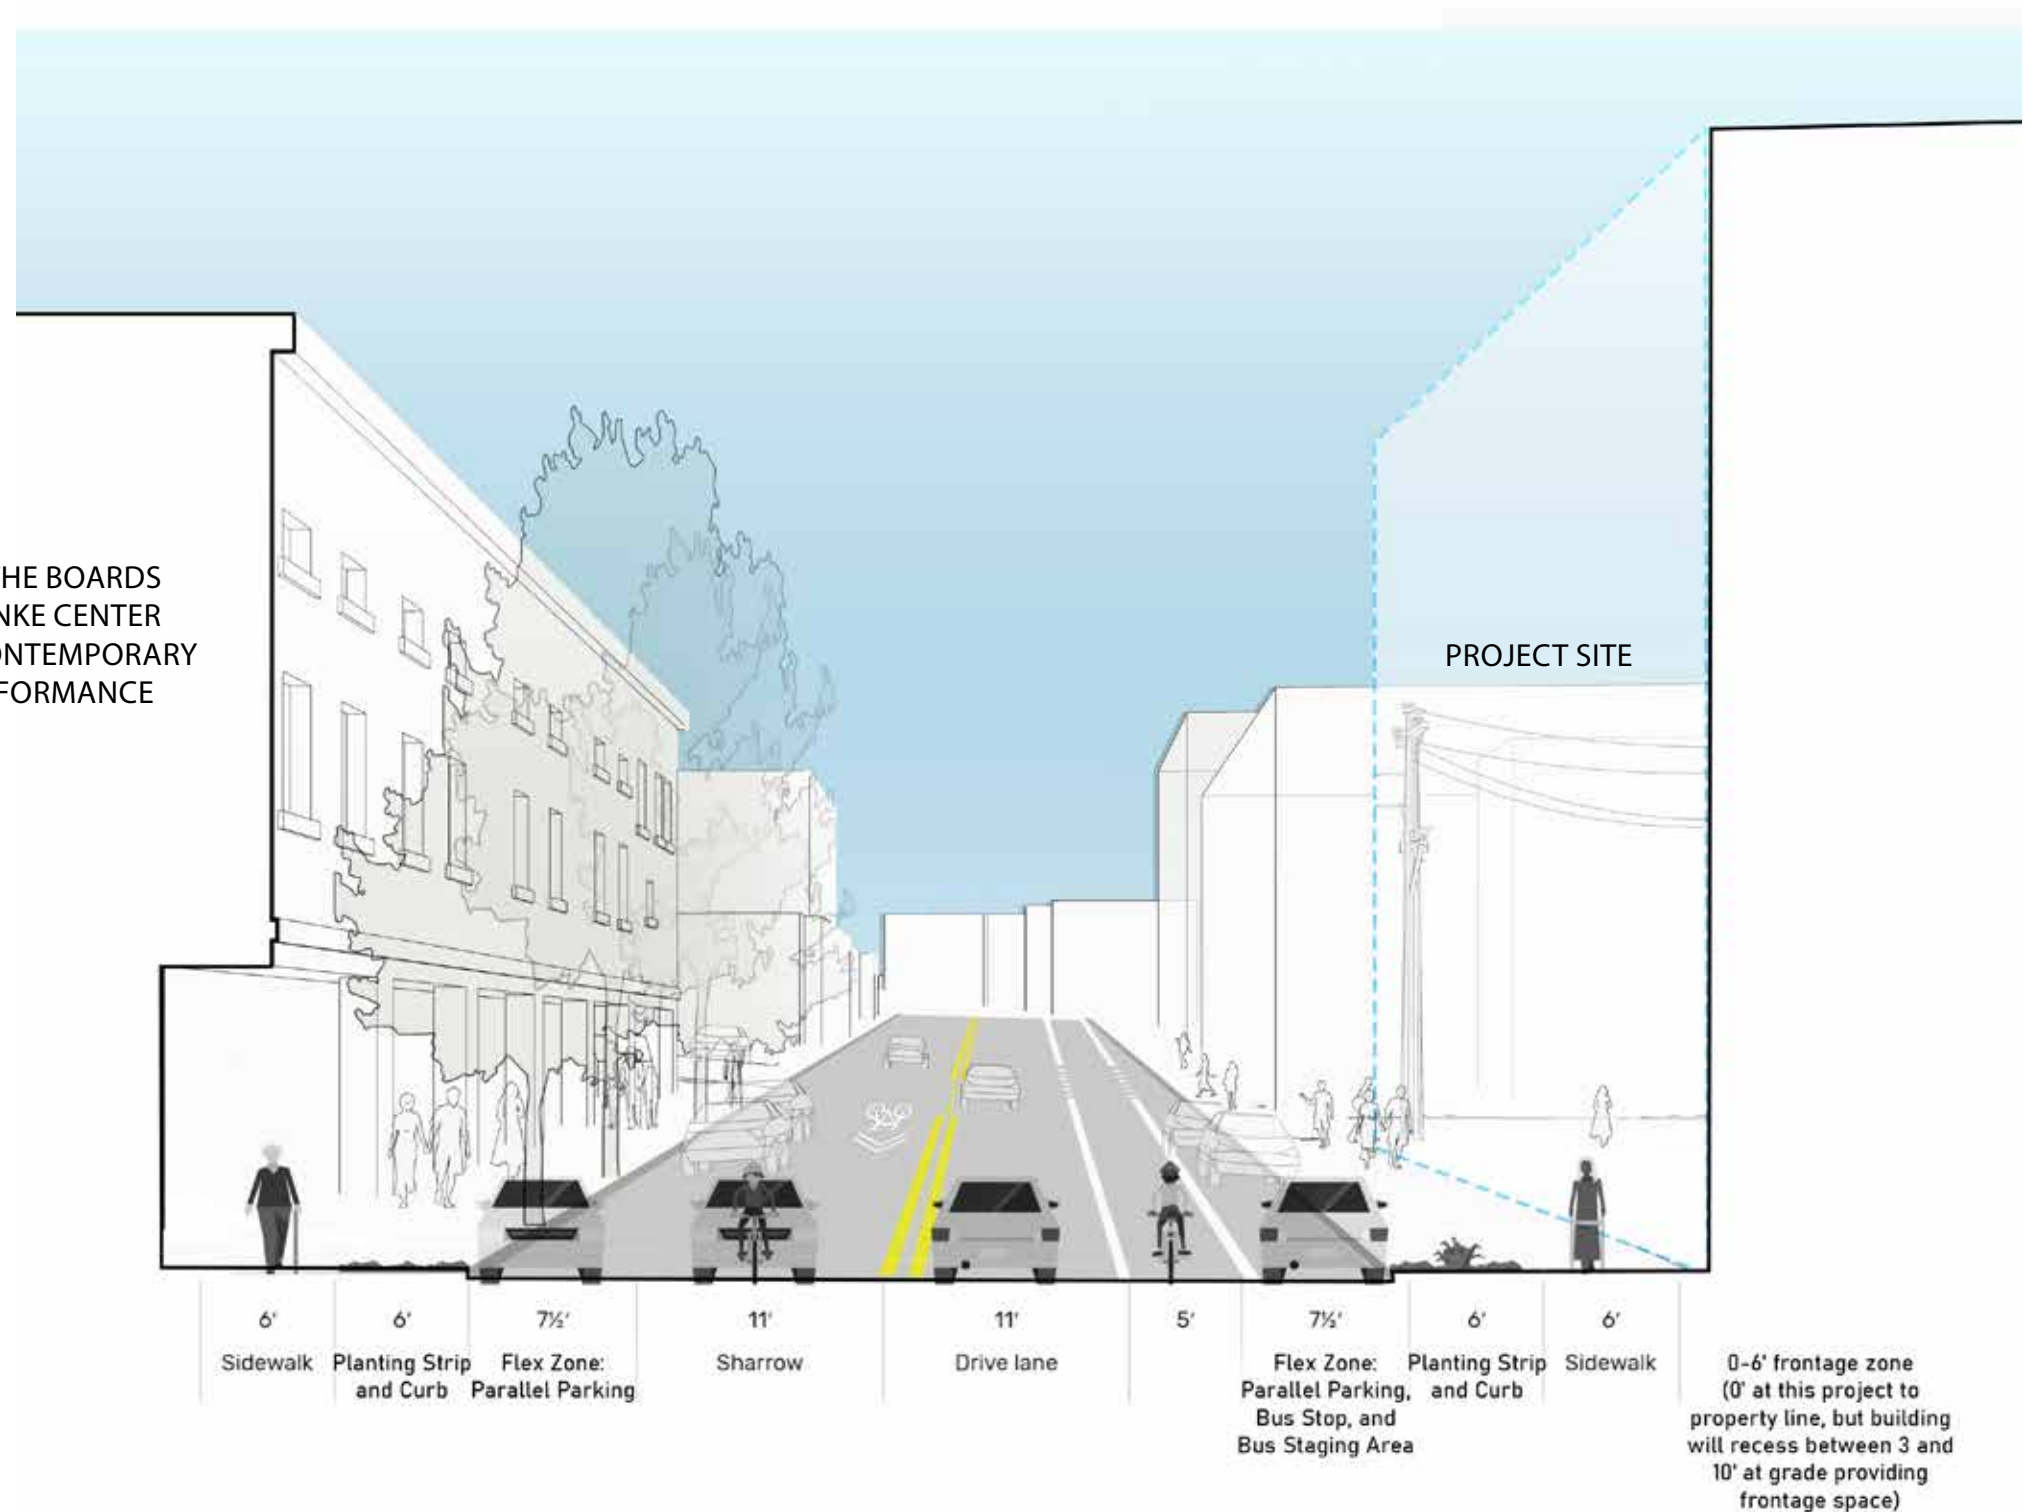 THE BOARDS
NKE CENTER
ONTEMPORARY
FORMANCE
PROJECT SITE
6'
6'
7½'
11'
11'
5'
7½'
6'
6'
Sidewalk
Planting Strip
and Curb
Flex Zone:
Parallel Parking
Sharrow
Drive lane
Flex Zone:
Parallel Parking,
Bus Stop, and
Bus Staging Area
Planting Strip
and Curb
Sidewalk
0-6' frontage zone
(0' at this project to
property line, but building
will recess between 3 and
10' at grade providing
frontage space)